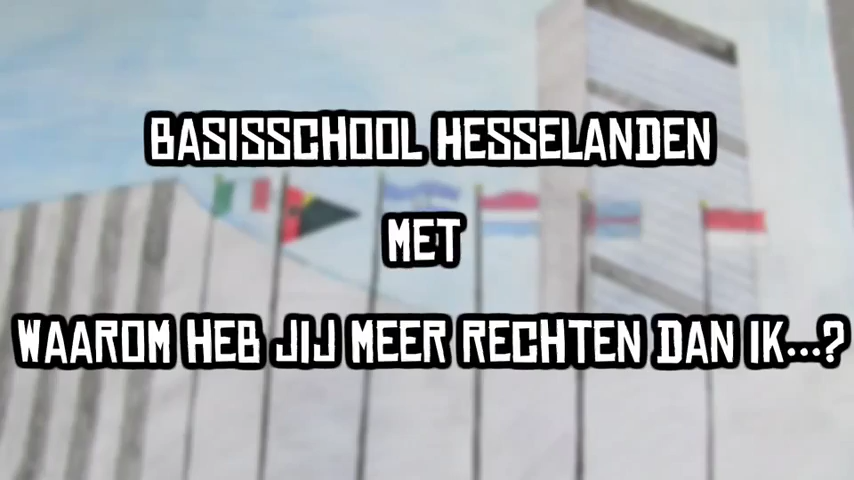 BASISSCHOOL HESSELANDEN
MET
WAAROM HEB JIJ MEER RECHTEN DAN IK...?